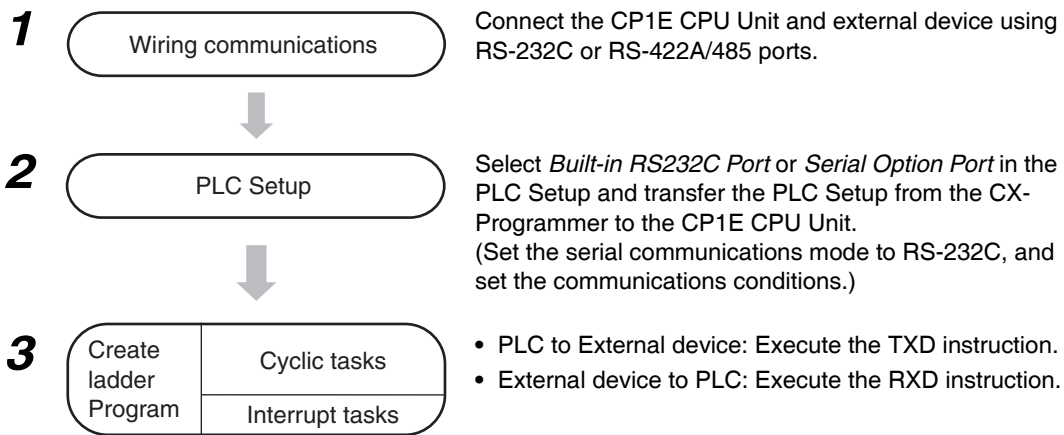 1
Wiring communications
Connect the CP1E CPU Unit and external device using
RS-232C or RS-422A/485 ports.
2
PLC Setup
Select Built-in RS232C Port or Serial Option Port in the
PLC Setup and transfer the PLC Setup from the CX-
Programmer to the CP1E CPU Unit.
(Set the serial communications mode to RS-232C, and
set the communications conditions.)
3
Create
ladder
Program
Cyclic tasks
Interrupt tasks
• PLC to External device: Execute the TXD instruction.
• External device to PLC: Execute the RXD instruction.